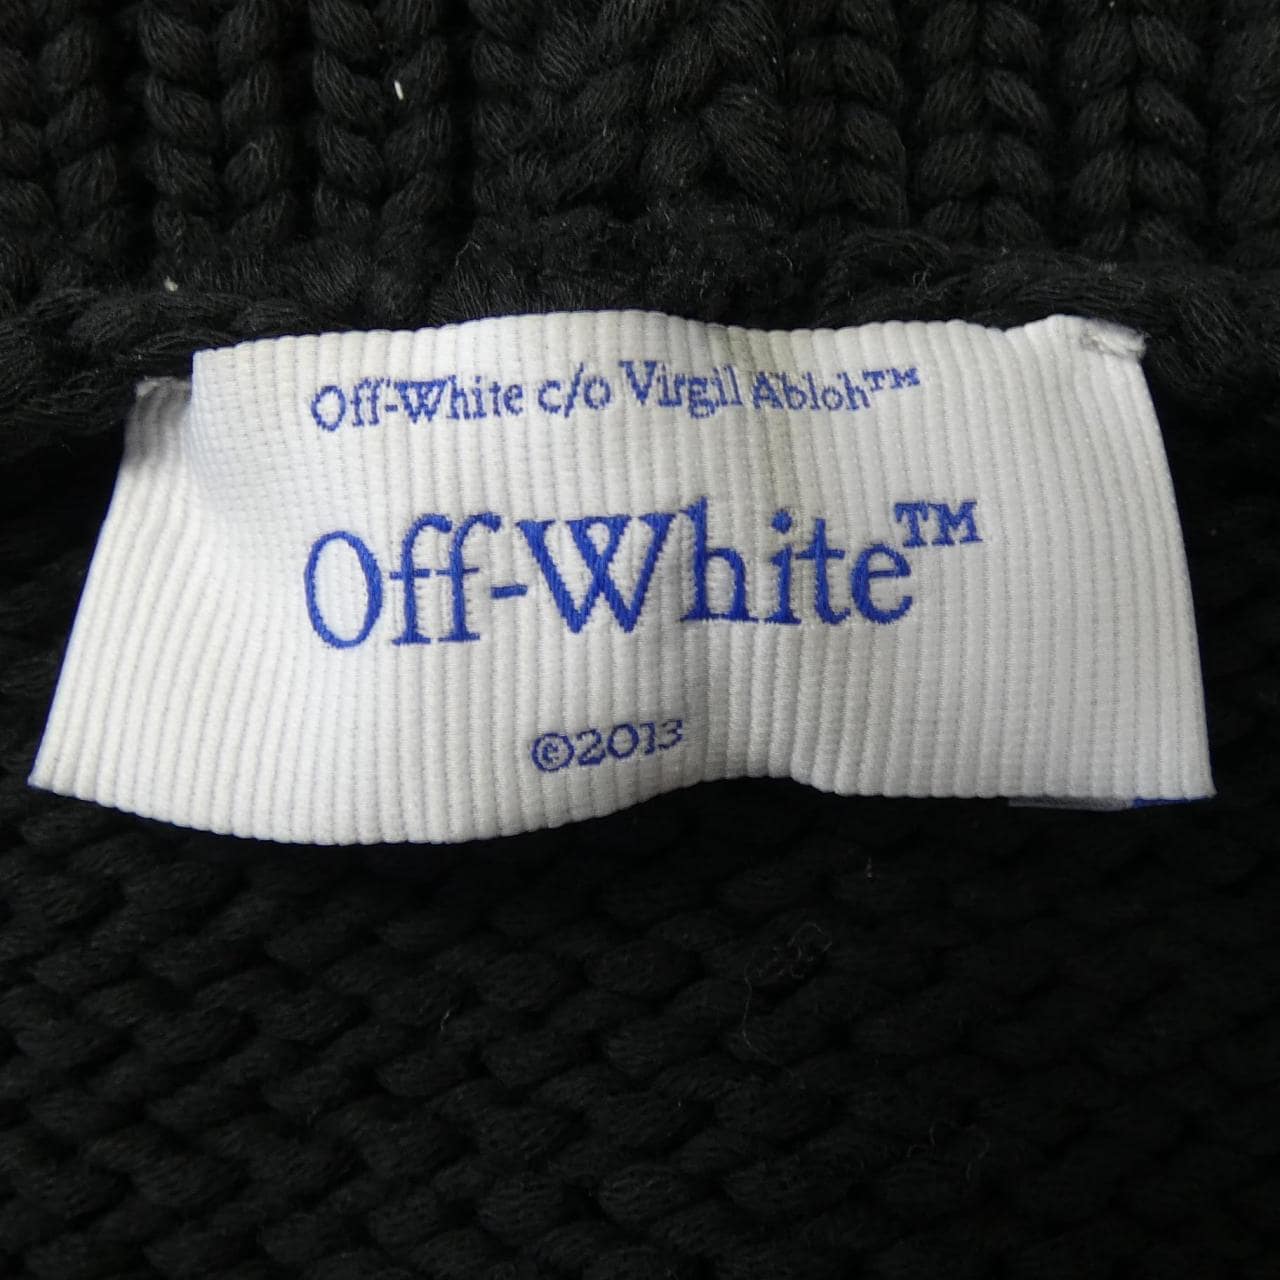 Off-White c/o Virgil Abloh™
Off-White™
©2013